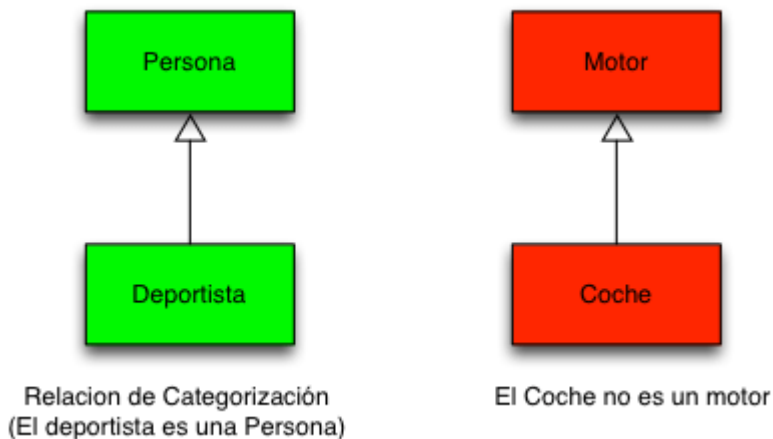 Persona
Motor
Deportista
Coche
Relacion de Categorización
(El deportista es una Persona)
El Coche no es un motor